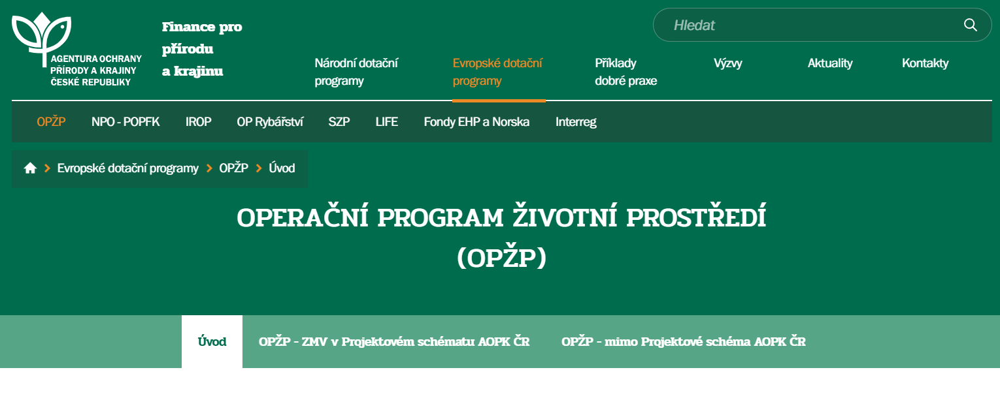 AGENTURA OCHRANY
PŘÍRODY A KRAJINY
ČESKÉ REPUBLIKY
Finance pro
přírodu
a krajinu
Hledat
Národní dotační
programy
Evropské dotační
programy
Příklady
dobré praxe
Výzvy
Aktuality
Kontakty
OPŽP NPO - POPFK IROP OP Rybářství SZP LIFE Fondy EHP a Norska Interreg
Evropské dotační programy OPŽP Úvod
OPERAČNÍ PROGRAM ŽIVOTNÍ PROSTŘEDÍ
(OPŽP)
Úvod OPŽP - ZMV v Projektovém schématu AOPK ČR OPŽP - mimo Projektové schéma AOPK ČR